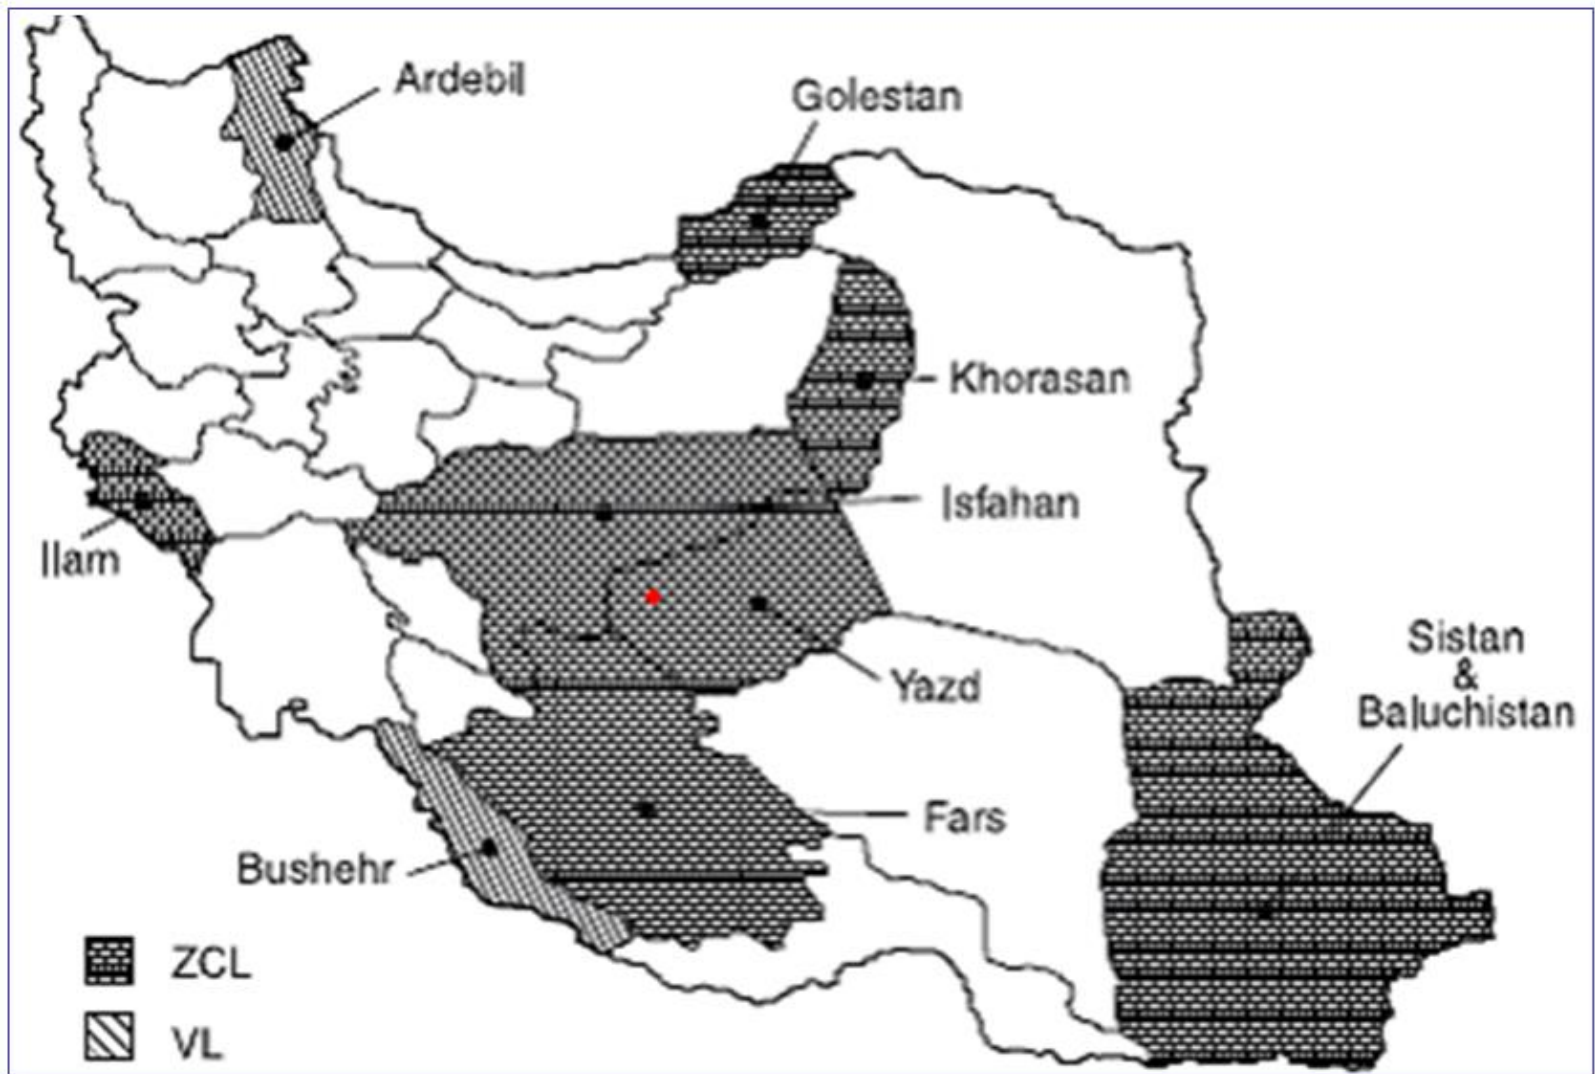 Ardebil
Golestan
Khorasan
Isfahan
Ilam
Sistan
&
Baluchistan
Yazd
Fars
Bushehr
ZCL
VL